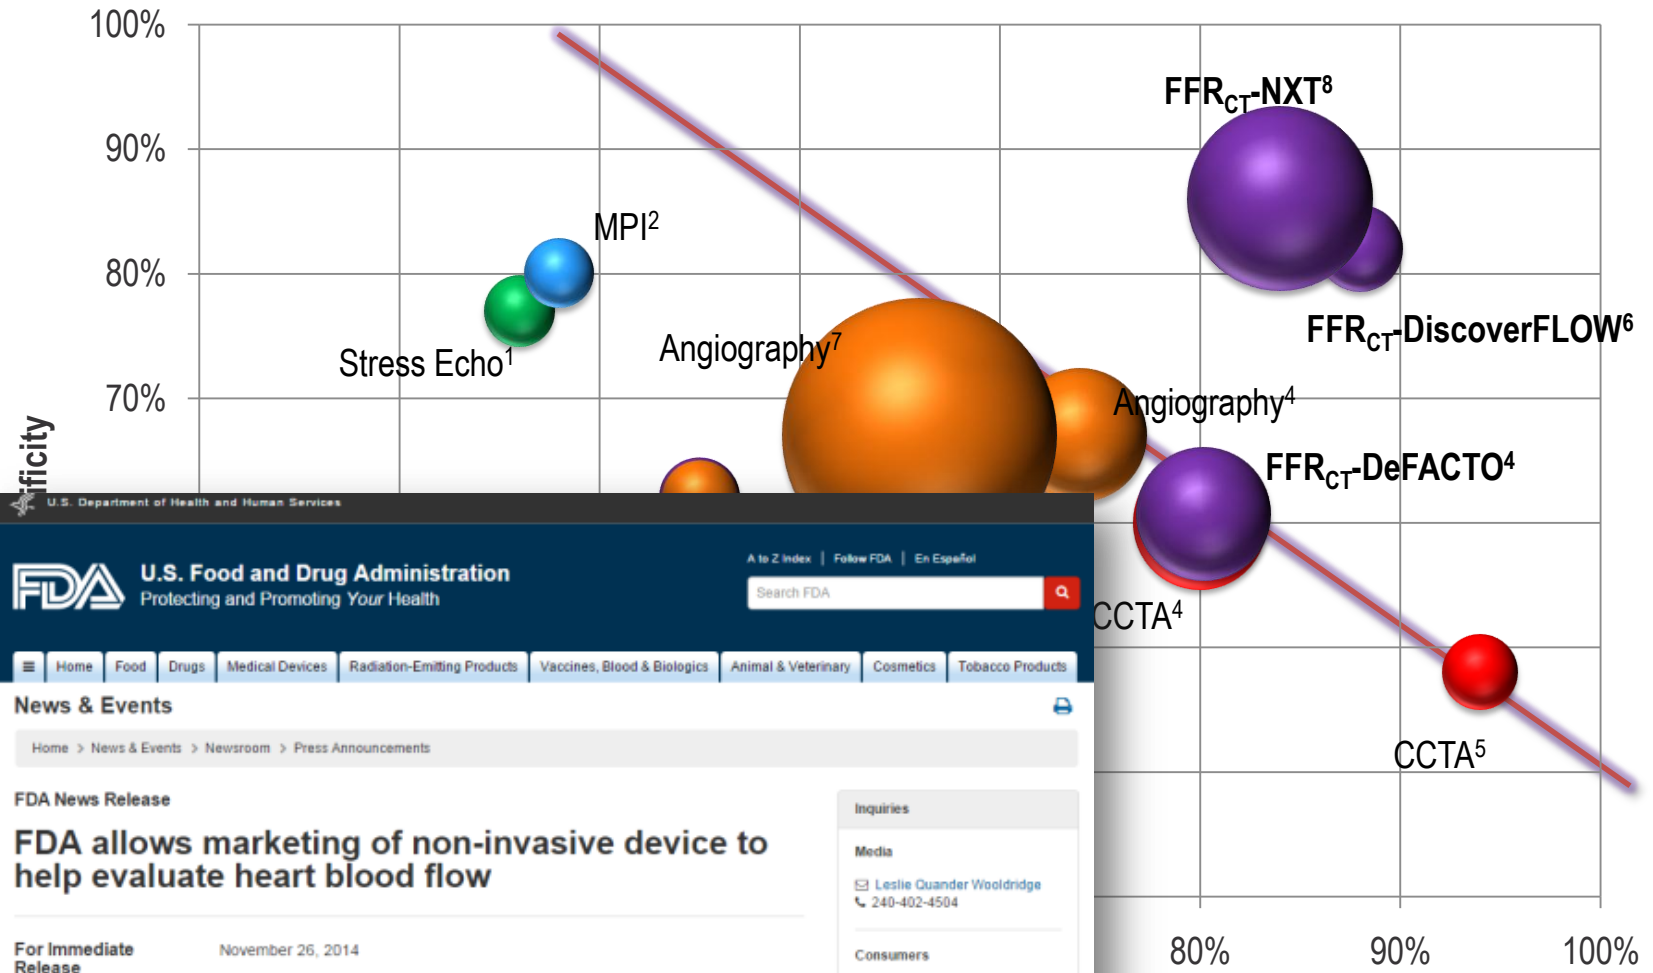 100%
90%
80%
70%
ificity
FFRCT-NXT8
MPI2
Stress Echo1
Angiography7
FFRCT-DiscoverFLOW6
Angiography4
FFRCT-DeFACTO4
CCTA4
CCTA5
80%
90%
100%
U.S. Department of Health and Human Services
FDA
U.S. Food and Drug Administration
Protecting and Promoting Your Health
A to Z Index | Follow FDA | En Español
Search FDA
Home Food Drugs Medical Devices Radiation-Emitting Products Vaccines, Blood & Biologics Animal & Veterinary Cosmetics Tobacco Products
News & Events
Home > News & Events > Newsroom > Press Announcements
FDA News Release
FDA allows marketing of non-invasive device to
help evaluate heart blood flow
For Immediate
Release
November 26, 2014
Inquiries
Media
Leslie Quander Wooldridge
240-402-4504
Consumers